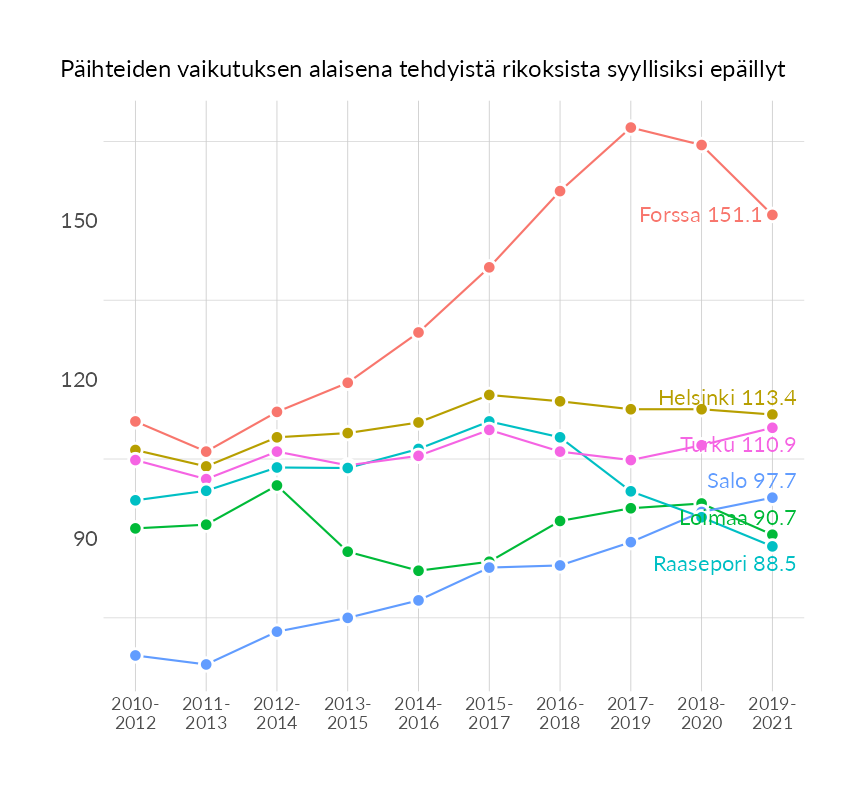 Päihteiden vaikutuksen alaisena tehdyistä rikoksista syyllisiksi epäillyt
150
120
90
Forssa 151.1
Helsinki 113.4
Turku 110.9
Salo 97.7
Loimaa 90.7
Raasepori 88.5
2010- 2011- 2012- 2013- 2014- 2015- 2016- 2017- 2018- 2019-
2012 2013 2014 2015 2016 2017 2018 2019 2020 2021